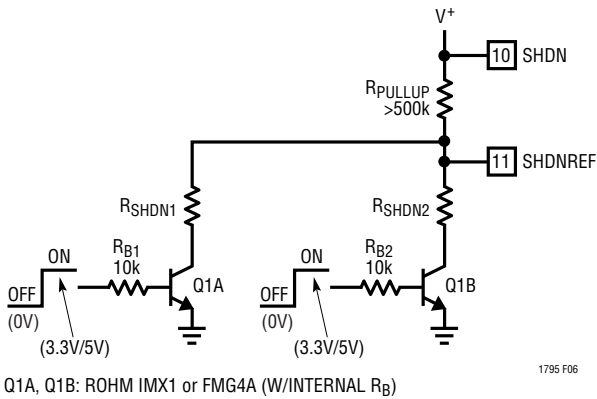 V+
10 SHDN
RPULLUP
>500k
11 SHDNREF
RSHDN1
RSHDN2
RB1
10k
RB2
10k
ON
ON
Q1A
Q1B
OFF
OFF
(0V)
(0V)
(3.3V/5V)
(3.3V/5V)
1795 F06
Q1A, Q1B: ROHM IMX1 or FMG4A (W/INTERNAL RB)